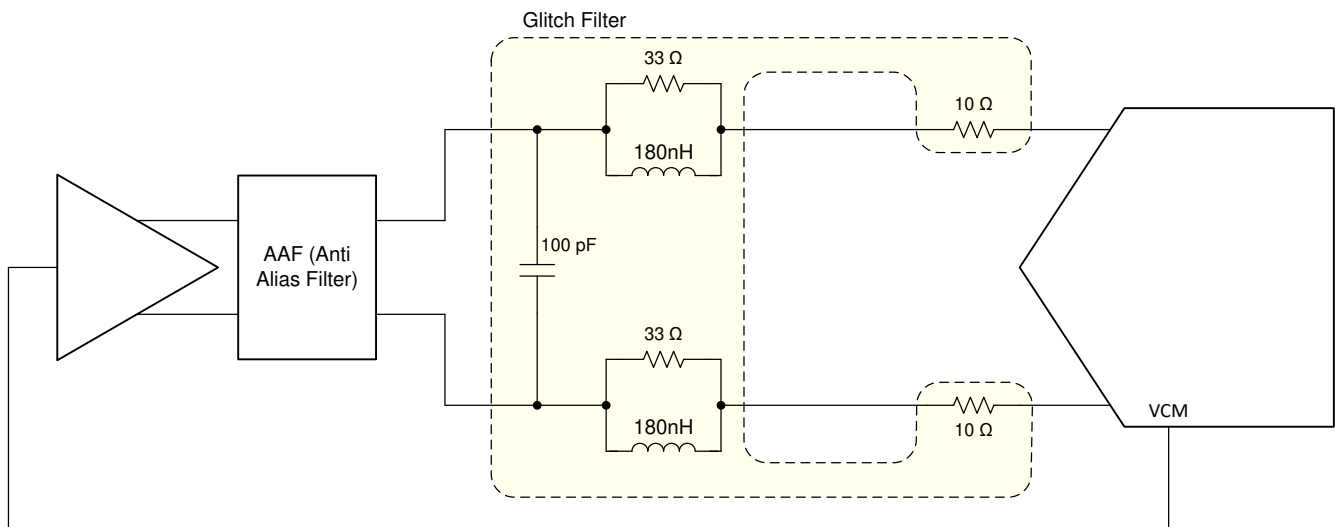 Glitch Filter
33 Ω
10 Ω
180nH
AAF (Anti
Alias Filter)
100 pF
33 Ω
180nH
10 Ω
VCM